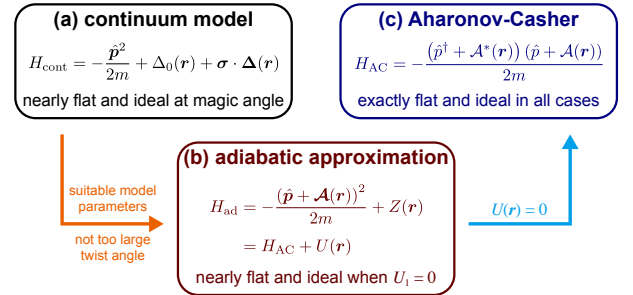 (a) continuum model
H_cont = − p̂²/2m + Δ₀(r) + σ · Δ(r)
nearly flat and ideal at magic angle
(c) Aharonov-Casher
H_AC = − (p̂† + 𝒜*(r)) (p̂ + 𝒜(r))/2m
exactly flat and ideal in all cases
suitable model
parameters
not too large
twist angle
(b) adiabatic approximation
H_ad = − (p̂ + 𝓐(r))²/2m + Z(r)
= H_AC + U(r)
nearly flat and ideal when U₁ = 0
U(r) = 0